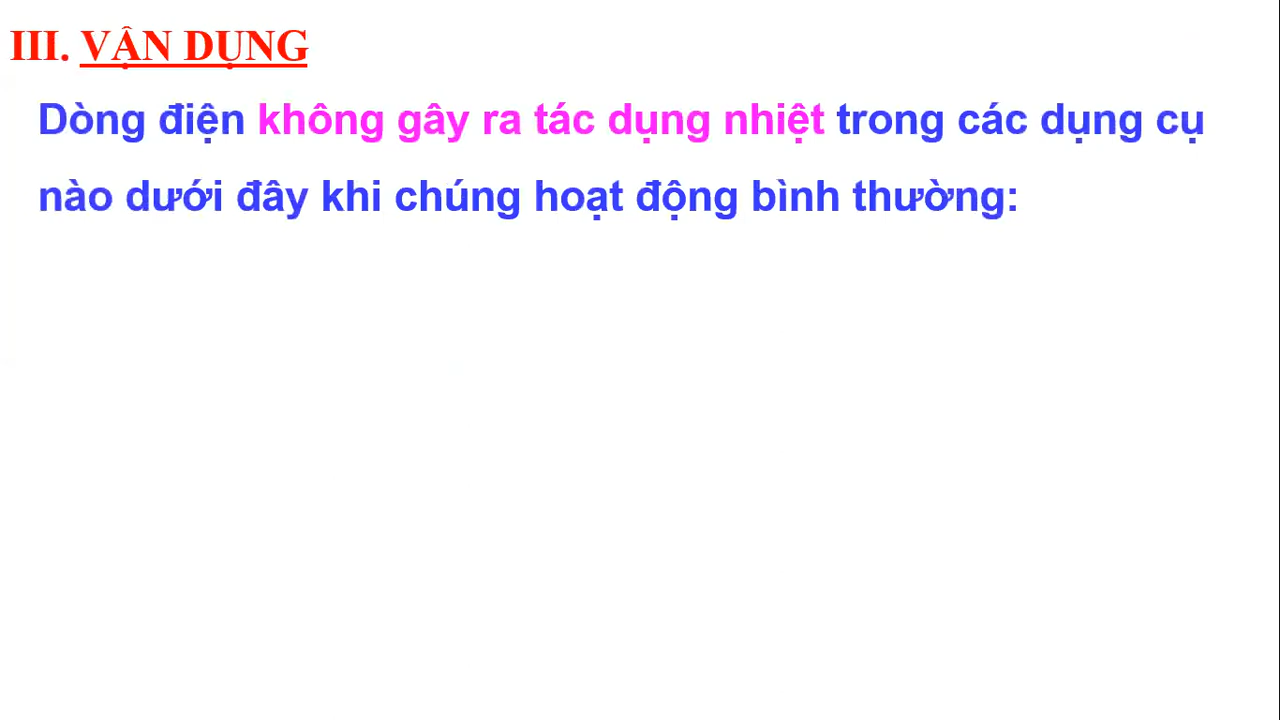 III. VẬN DỤNG
Dòng điện không gây ra tác dụng nhiệt trong các dụng cụ
nào dưới đây khi chúng hoạt động bình thường: